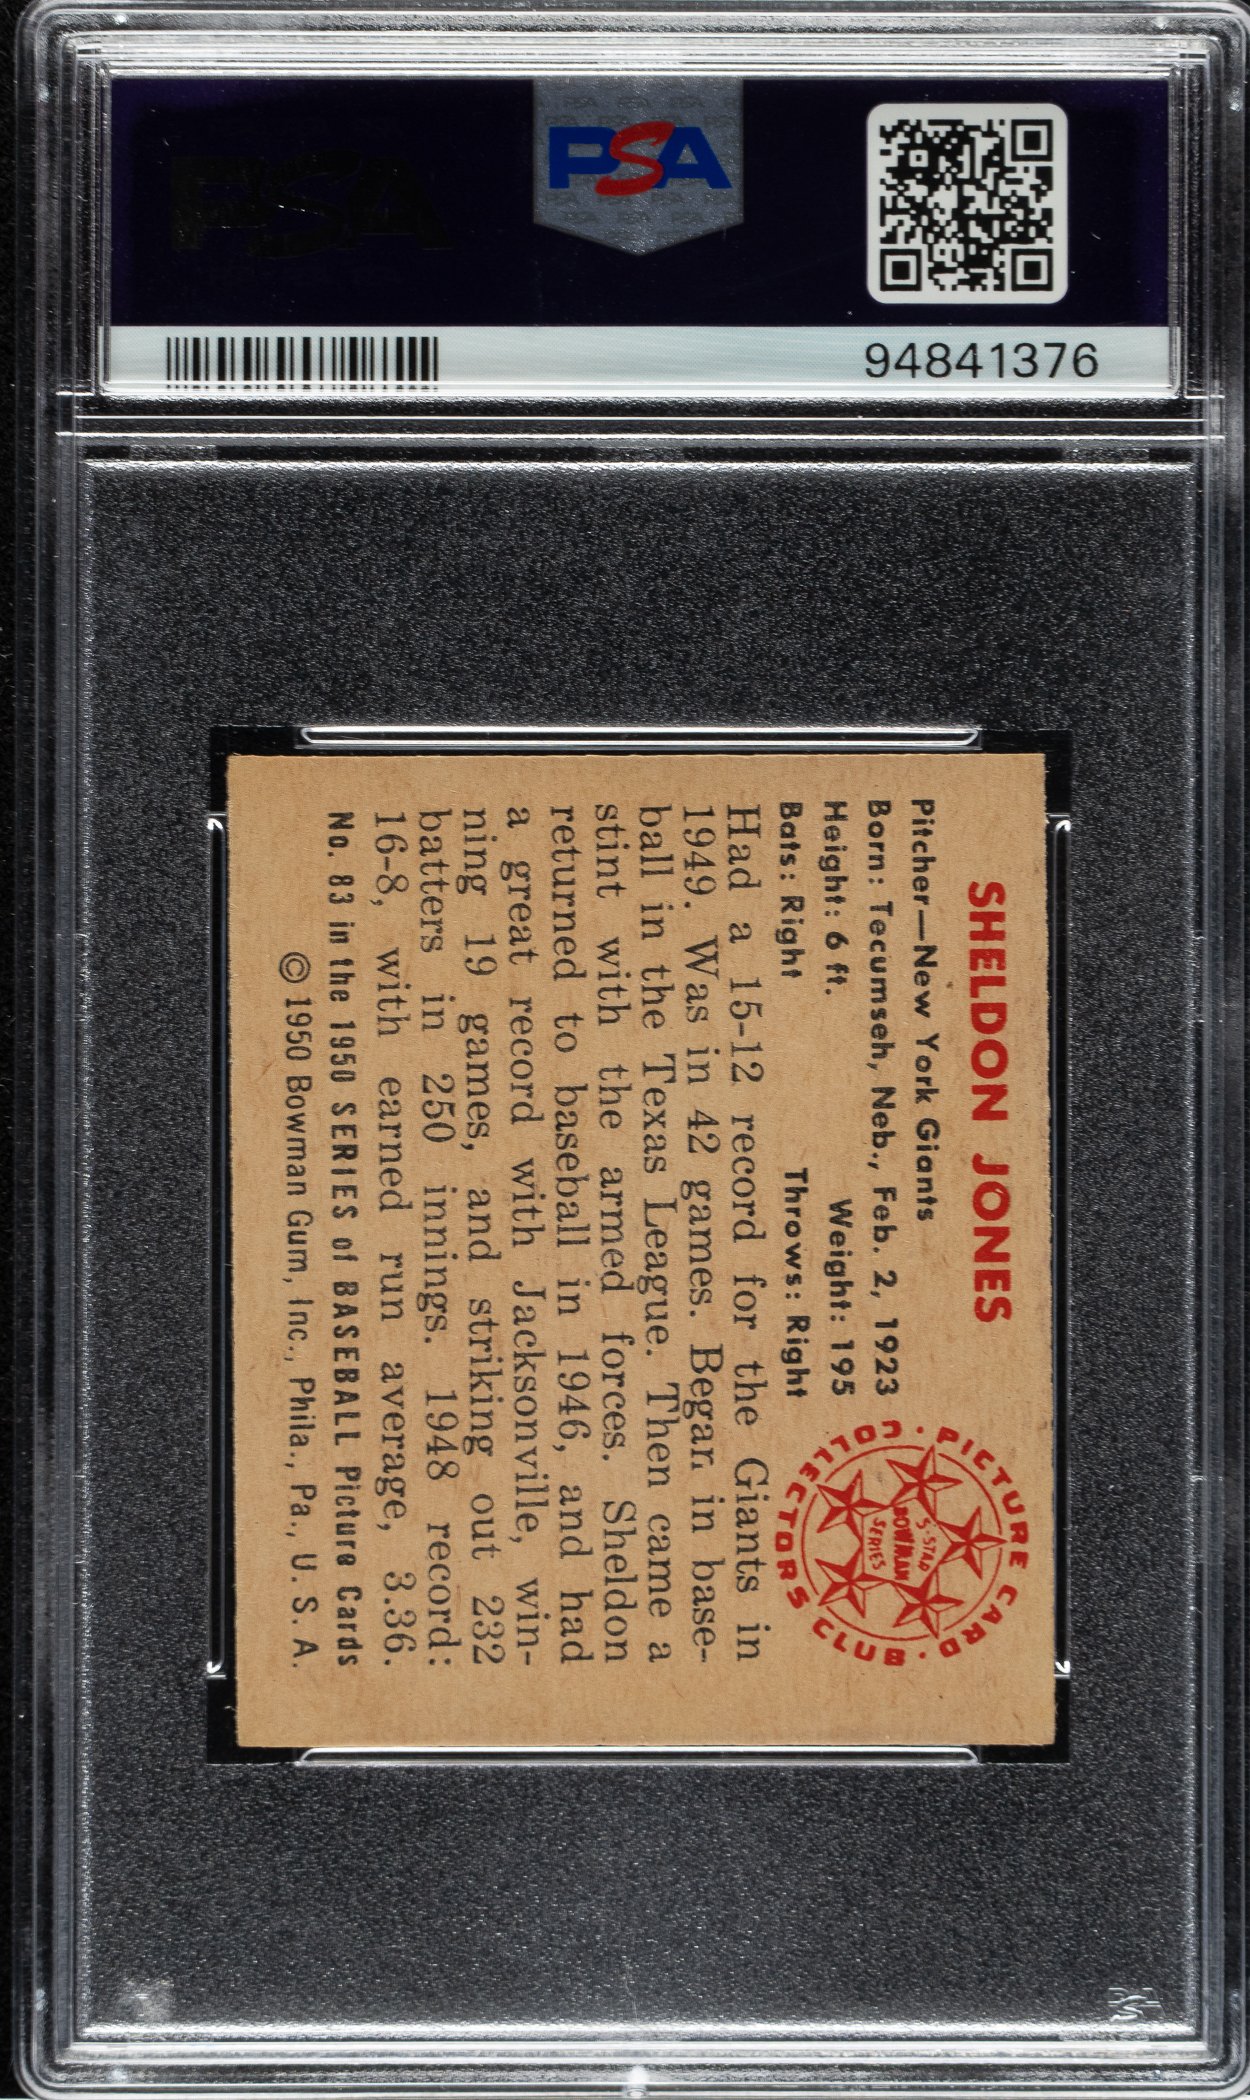 PSA
PSA
94841376
SHELDON JONES
Pitcher—New York Giants
Born: Tecumseh, Neb., Feb. 2, 1923
Height: 6 ft. Weight: 195
Bats: Right Throws: Right
PICTURE CARD · COLLECTORS CLUB ·
5-STAR
BOWMAN
SERIES
Had a 15-12 record for the Giants in
1949. Was in 42 games. Began in base-
ball in the Texas League. Then came a
stint with the armed forces. Sheldon
returned to baseball in 1946, and had
a great record with Jacksonville, win-
ning 19 games, and striking out 232
batters in 250 innings. 1948 record:
16-8, with earned run average, 3.36.
No. 83 in the 1950 SERIES of BASEBALL Picture Cards
© 1950 Bowman Gum, Inc., Phila., Pa., U. S. A.